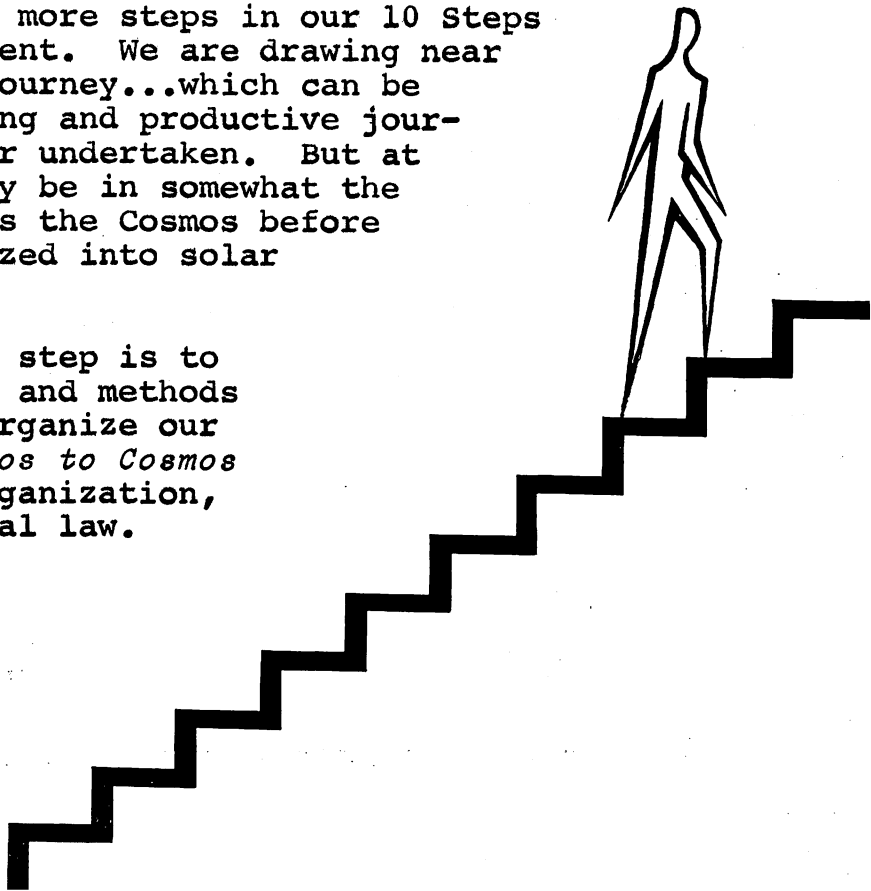 more steps in our 10 Steps
ent. We are drawing near
ourney...which can be
ng and productive jour-
r undertaken. But at
y be in somewhat the
s the Cosmos before
zed into solar
step is to
and methods
rganize our
os to Cosmos
ganization,
al law.